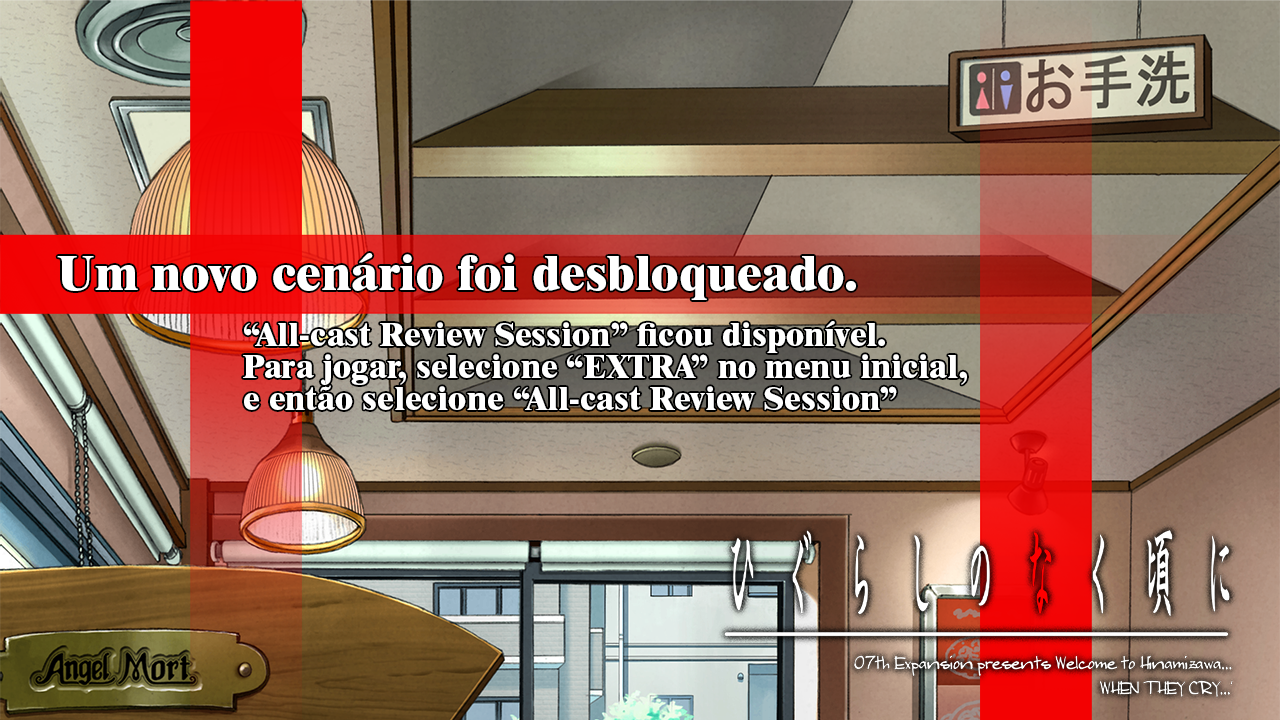 お手洗
Um novo cenário foi desbloqueado.
“All-cast Review Session” ficou disponível.
Para jogar, selecione “EXTRA” no menu inicial,
e então selecione “All-cast Review Session”
ひぐらしのなく頃に
07th Expansion presents Welcome to Hinamizawa...
WHEN THEY CRY...
Angel Mort